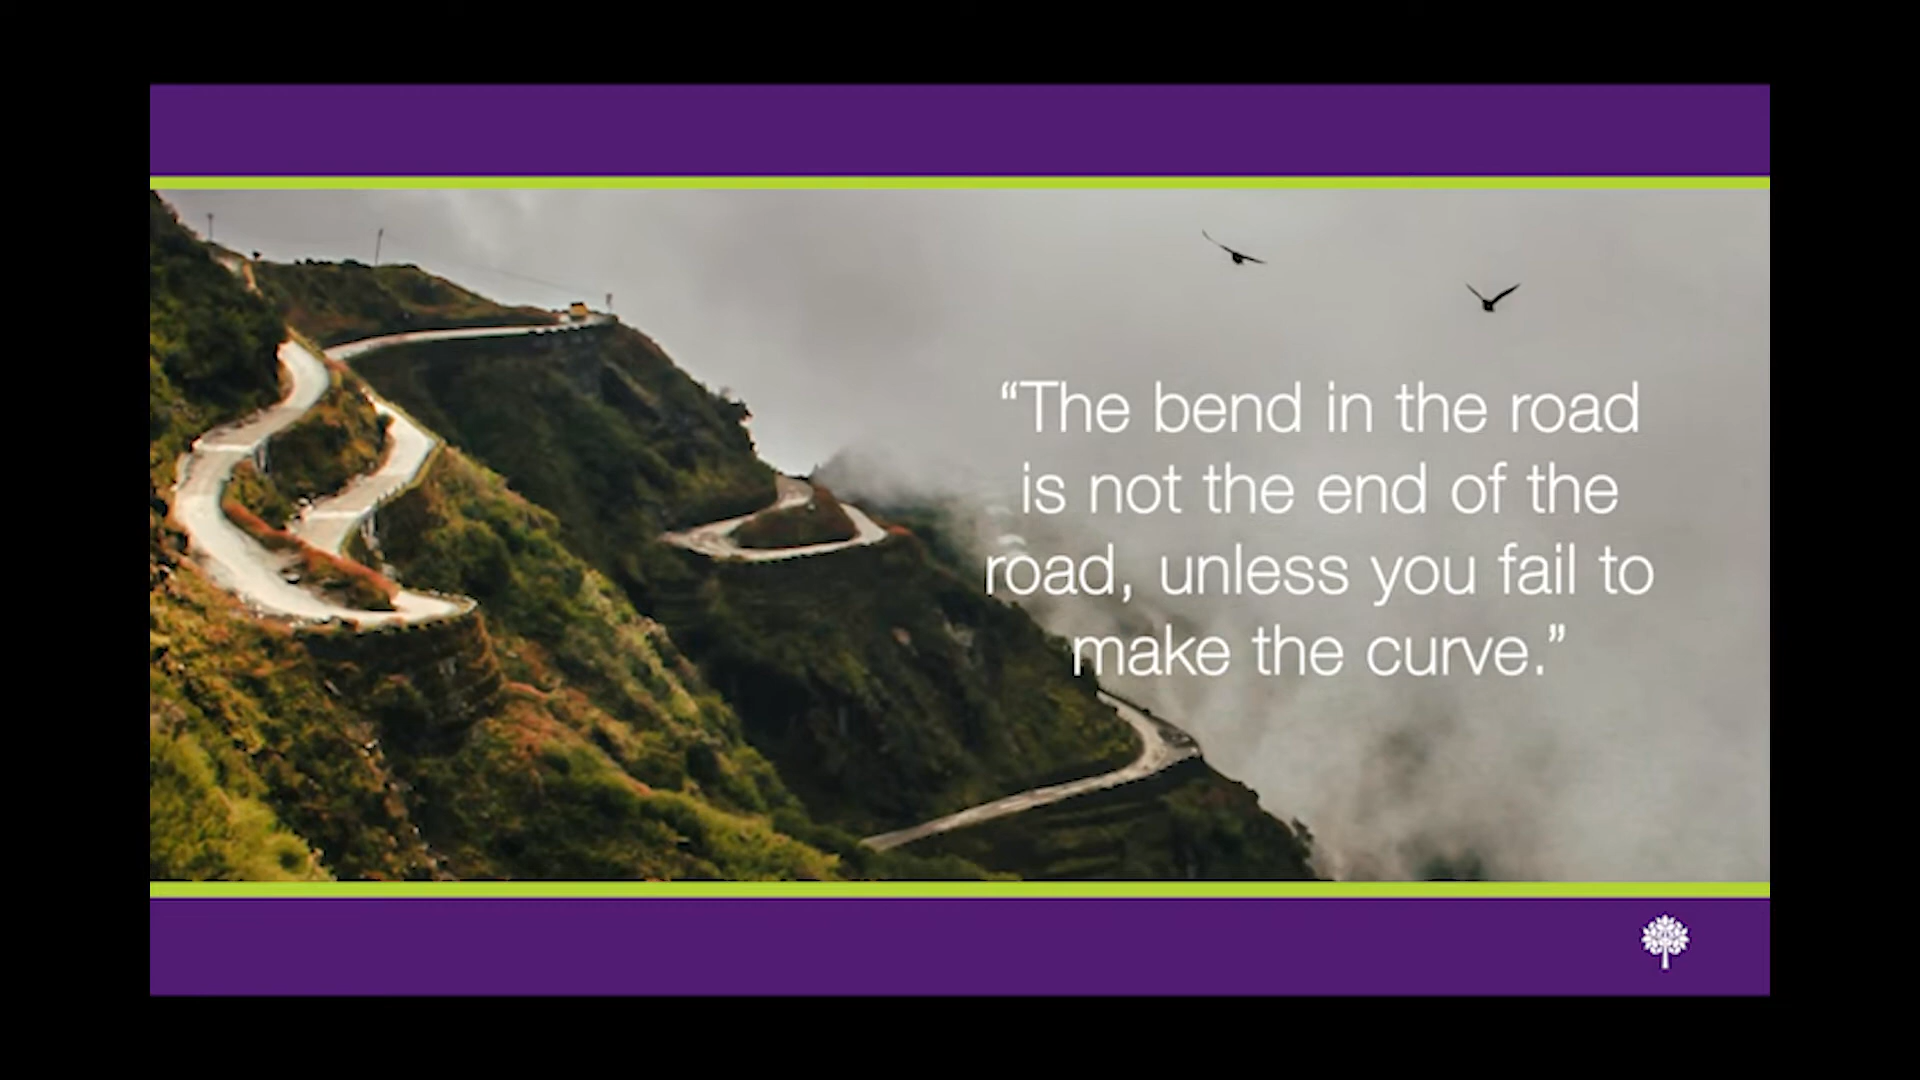 “The bend in the road
is not the end of the
road, unless you fail to
make the curve.”